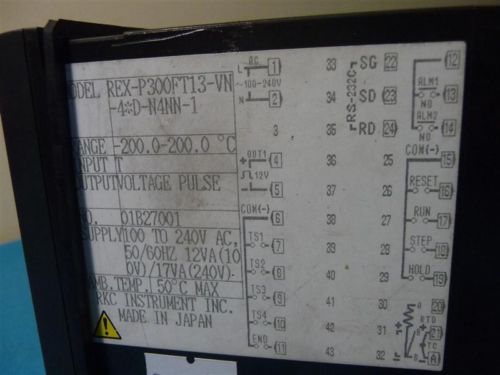 MODEL REX-P300FT13-VN
-4*D-N4NN-1
RANGE -200.0-200.0 °C
INPUT T
OUTPUT VOLTAGE PULSE
NO. 01B27001
SUPPLY 100 TO 240V AC,
50/60HZ 12VA(10
0V)/17VA(240V)
AMB.TEMP. 50°C MAX
RKC INSTRUMENT INC.
MADE IN JAPAN
AC
L 1
~100-240V
N 2
3
OUT1
+ 4
12V
- 5
COM(-) 6
TS1 7
TS2 8
TS3 9
TS4 10
END 11
33
34
35
36
37
26
38
39
40
41
42
43
RS-232C
SG 22
SD 23
RD 24
25
27
28
29
30
31
32
12
ALM1
NO 13
ALM2
NO 14
COM(-) 15
RESET 16
RUN 17
STEP 18
HOLD 19
A 20
RTD
B 21
TC
B